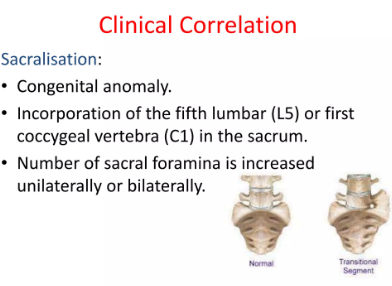 Clinical Correlation
Sacralisation:
• Congenital anomaly.
• Incorporation of the fifth lumbar (L5) or first
coccygeal vertebra (C1) in the sacrum.
• Number of sacral foramina is increased
unilaterally or bilaterally.
Normal
Transitional
Segment